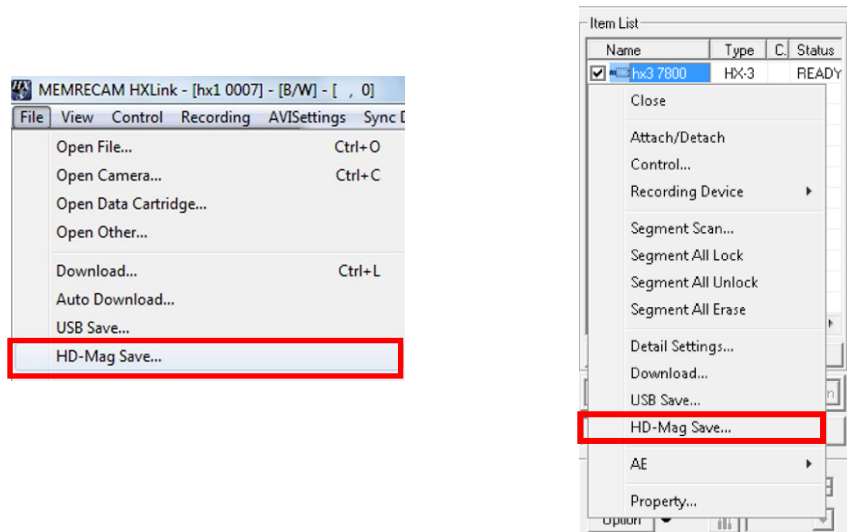 MEMRECAM HXLink - [hx1 0007] - [B/W] - [ , 0]
File View Control Recording AVISettings Sync
Open File... Ctrl+O
Open Camera... Ctrl+C
Open Data Cartridge...
Open Other...
Download... Ctrl+L
Auto Download...
USB Save...
HD-Mag Save...
Item List
Name Type C. Status
hx3 7800 HX-3 READY
Close
Attach/Detach
Control...
Recording Device
Segment Scan...
Segment All Lock
Segment All Unlock
Segment All Erase
Detail Settings...
Download...
USB Save...
HD-Mag Save...
AE
Property...
Option